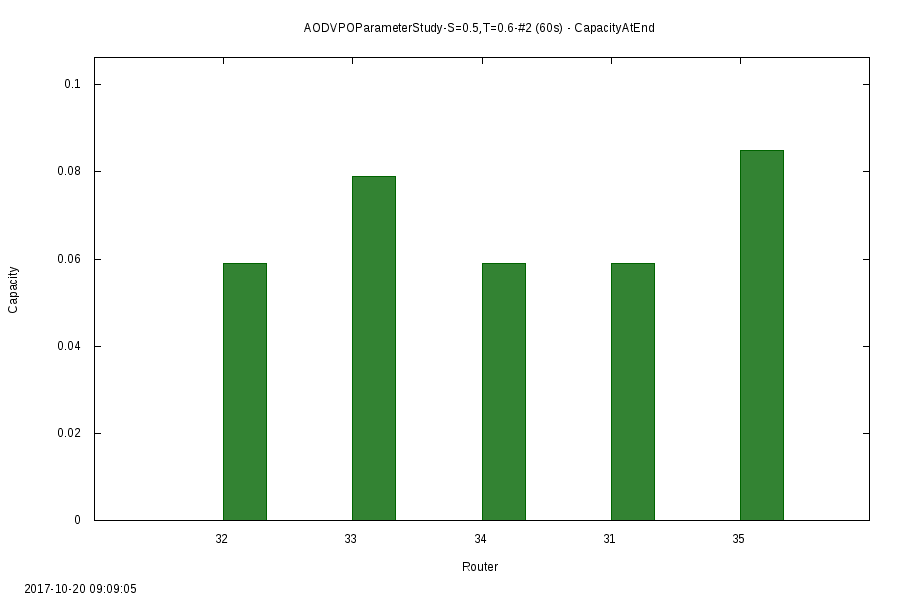 AODVPOParameterStudy-S=0.5,T=0.6-#2 (60s) - CapacityAtEnd
0.1
0.08
0.06
0.04
0.02
0
Capacity
32 33 34 31 35
Router
2017-10-20 09:09:05